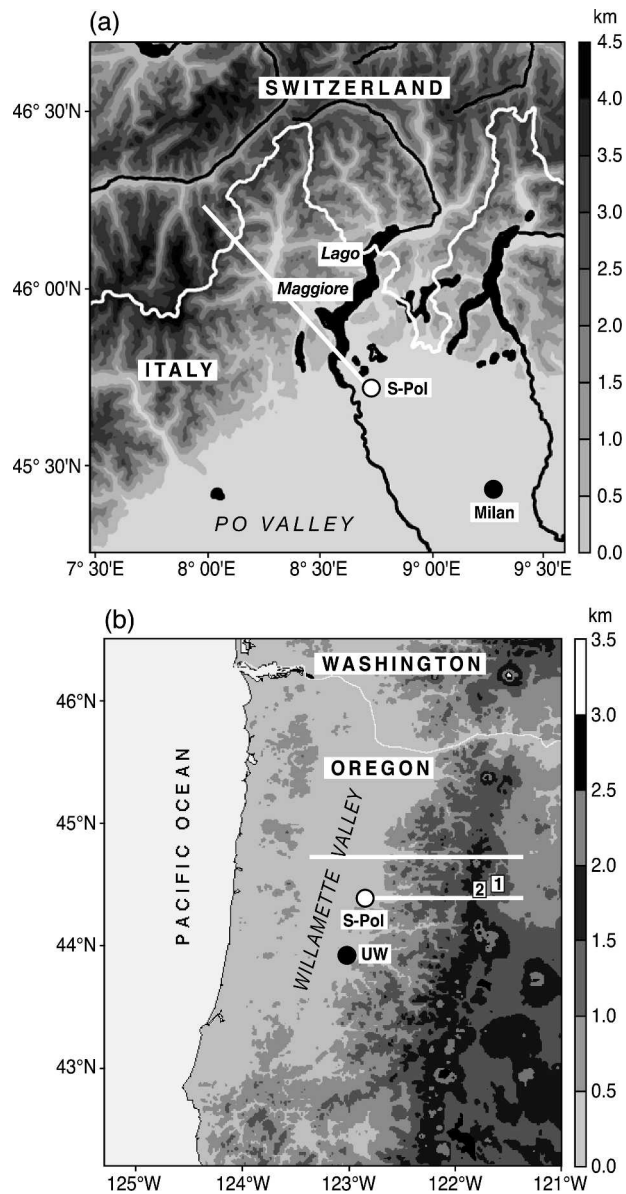 (a)
km
4.5
4.0
3.5
3.0
2.5
2.0
1.5
1.0
0.5
0.0
46° 30'N
46° 00'N
45° 30'N
SWITZERLAND
Lago
Maggiore
ITALY
S-Pol
Milan
PO VALLEY
7° 30'E
8° 00'E
8° 30'E
9° 00'E
9° 30'E
(b)
km
3.5
3.0
2.5
2.0
1.5
1.0
0.5
0.0
46°N
45°N
44°N
43°N
WASHINGTON
OREGON
PACIFIC OCEAN
WILLAMETTE VALLEY
2
1
S-Pol
UW
125°W
124°W
123°W
122°W
121°W